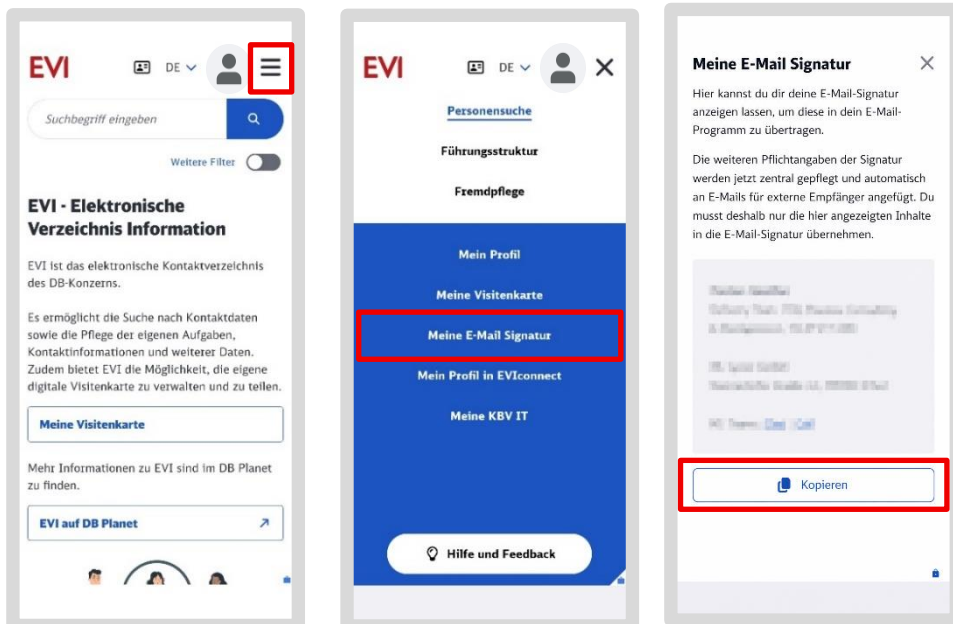 EVI
DE
Suchbegriff eingeben
Weitere Filter
EVI - Elektronische
Verzeichnis Information
EVI ist das elektronische Kontaktverzeichnis
des DB-Konzerns.
Es ermöglicht die Suche nach Kontaktdaten
sowie die Pflege der eigenen Aufgaben,
Kontaktinformationen und weiterer Daten.
Zudem bietet EVI die Möglichkeit, die eigene
digitale Visitenkarte zu verwalten und zu teilen.
Meine Visitenkarte
Mehr Informationen zu EVI sind im DB Planet
zu finden.
EVI auf DB Planet
EVI
DE
Personensuche
Führungsstruktur
Fremdpflege
Mein Profil
Meine Visitenkarte
Meine E-Mail Signatur
Mein Profil in EVIconnect
Meine KBV IT
Hilfe und Feedback
Meine E-Mail Signatur
Hier kannst du dir deine E-Mail-Signatur
anzeigen lassen, um diese in dein E-Mail-
Programm zu übertragen.
Die weiteren Pflichtangaben der Signatur
werden jetzt zentral gepflegt und automatisch
an E-Mails für externe Empfänger angefügt. Du
musst deshalb nur die hier angezeigten Inhalte
in die E-Mail-Signatur übernehmen.
Kopieren